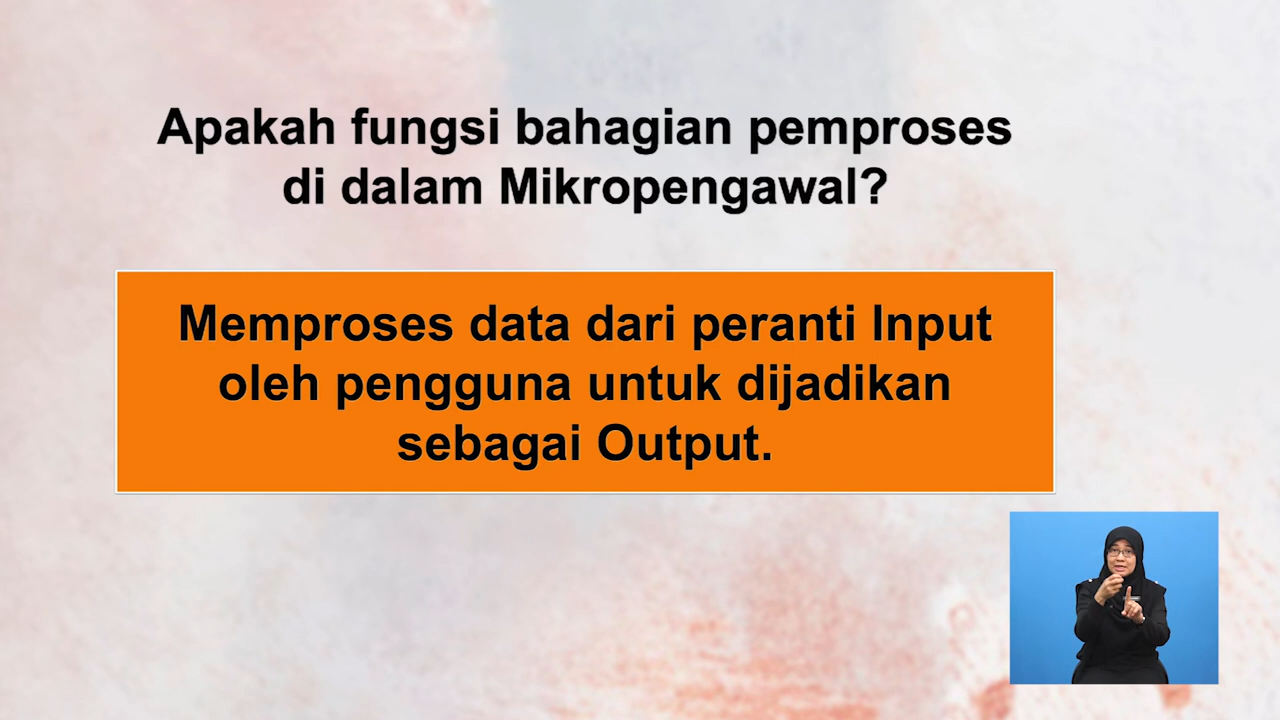 Apakah fungsi bahagian pemproses
di dalam Mikropengawal?
Memproses data dari peranti Input
oleh pengguna untuk dijadikan
sebagai Output.